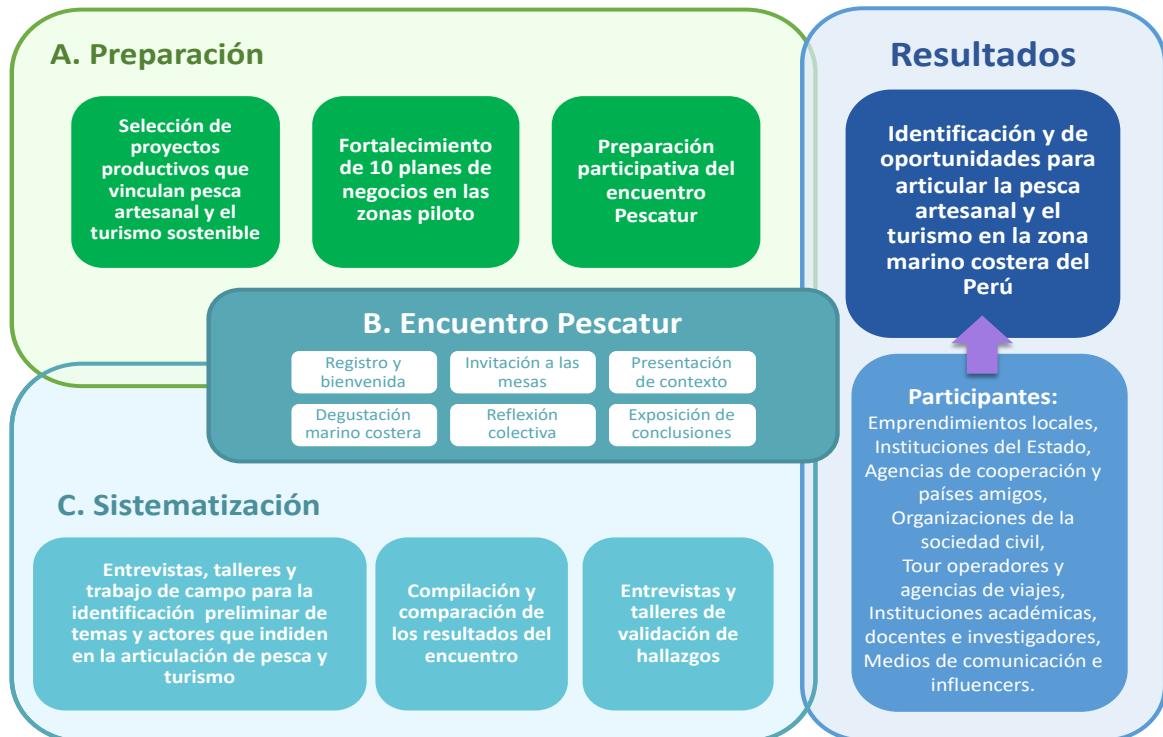 A. Preparación
Selección de
proyectos
productivos que
vinculan pesca
artesanal y el
turismo sostenible
Fortalecimiento
de 10 planes de
negocios en las
zonas piloto
Preparación
participativa del
encuentro
Pescatur
B. Encuentro Pescatur
Registro y
bienvenida
Invitación a las
mesas
Presentación
de contexto
Degustación
marino costera
Reflexión
colectiva
Exposición de
conclusiones
C. Sistematización
Entrevistas, talleres y
trabajo de campo para la
identificación preliminar de
temas y actores que indiden
en la articulación de pesca y
turismo
Compilación y
comparación de
los resultados del
encuentro
Entrevistas y
talleres de
validación de
hallazgos
Resultados
Identificación y de
oportunidades para
articular la pesca
artesanal y el
turismo en la zona
marino costera del
Perú
Participantes:
Emprendimientos locales,
Instituciones del Estado,
Agencias de cooperación y
países amigos,
Organizaciones de la
sociedad civil,
Tour operadores y
agencias de viajes,
Instituciones académicas,
docentes e investigadores,
Medios de comunicación e
influencers.